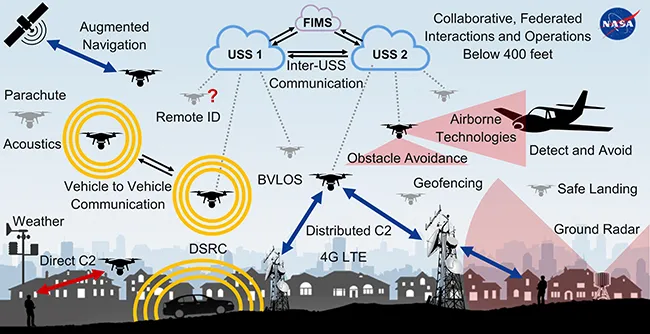 FIMS
USS 1
USS 2
Inter-USS
Communication
Collaborative, Federated
Interactions and Operations
Below 400 feet
NASA
Augmented
Navigation
Parachute
Acoustics
Remote ID
?
Airborne
Technologies
Obstacle Avoidance
Detect and Avoid
Vehicle to Vehicle
Communication
BVLOS
Geofencing
Safe Landing
Weather
Direct C2
DSRC
Distributed C2
4G LTE
Ground Radar